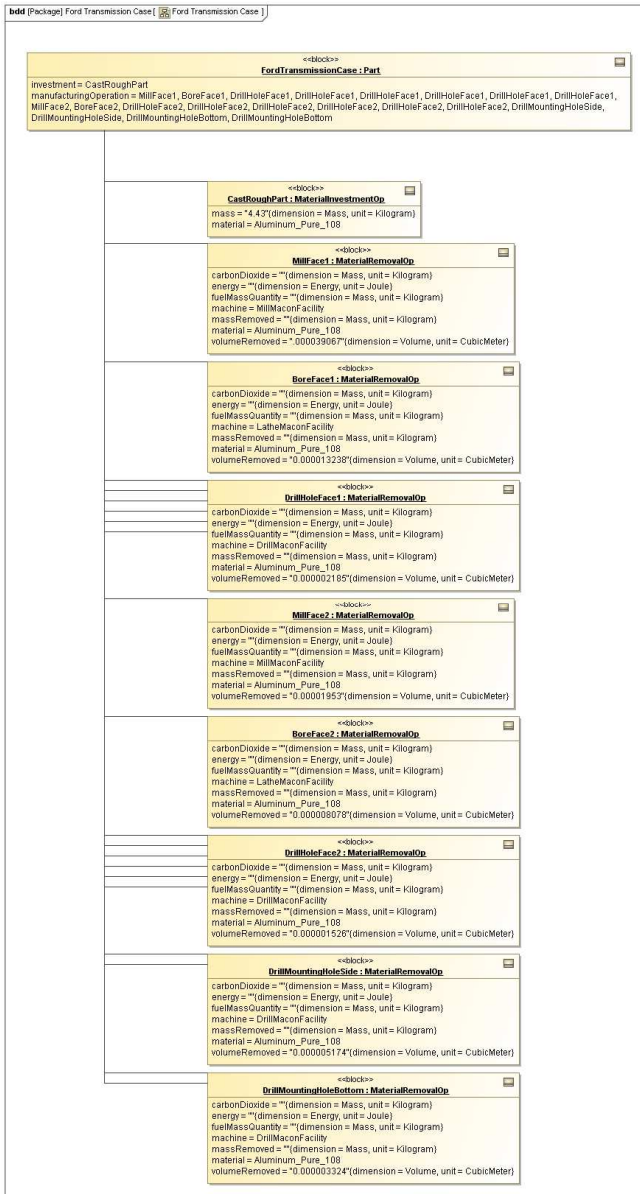 bdd [Package] Ford Transmission Case [ Ford Transmission Case ]
<<block>>
FordTransmissionCase : Part
investment = CastRoughPart
manufacturingOperation = MillFace1, BoreFace1, DrillHoleFace1, DrillHoleFace1, DrillHoleFace1, DrillHoleFace1, DrillHoleFace1, DrillHoleFace1,
MillFace2, BoreFace2, DrillHoleFace2, DrillHoleFace2, DrillHoleFace2, DrillHoleFace2, DrillHoleFace2, DrillHoleFace2, DrillMountingHoleSide,
DrillMountingHoleSide, DrillMountingHoleBottom, DrillMountingHoleBottom
<<block>>
CastRoughPart : MaterialInvestmentOp
mass = "4.43"{dimension = Mass, unit = Kilogram}
material = Aluminum_Pure_108
<<block>>
MillFace1 : MaterialRemovalOp
carbonDioxide = ""{dimension = Mass, unit = Kilogram}
energy = ""{dimension = Energy, unit = Joule}
fuelMassQuantity = ""{dimension = Mass, unit = Kilogram}
machine = MillMaconFacility
massRemoved = ""{dimension = Mass, unit = Kilogram}
material = Aluminum_Pure_108
volumeRemoved = ".000039067"{dimension = Volume, unit = CubicMeter}
<<block>>
BoreFace1 : MaterialRemovalOp
carbonDioxide = ""{dimension = Mass, unit = Kilogram}
energy = ""{dimension = Energy, unit = Joule}
fuelMassQuantity = ""{dimension = Mass, unit = Kilogram}
machine = LatheMaconFacility
massRemoved = ""{dimension = Mass, unit = Kilogram}
material = Aluminum_Pure_108
volumeRemoved = "0.000013238"{dimension = Volume, unit = CubicMeter}
<<block>>
DrillHoleFace1 : MaterialRemovalOp
carbonDioxide = ""{dimension = Mass, unit = Kilogram}
energy = ""{dimension = Energy, unit = Joule}
fuelMassQuantity = ""{dimension = Mass, unit = Kilogram}
machine = DrillMaconFacility
massRemoved = ""{dimension = Mass, unit = Kilogram}
material = Aluminum_Pure_108
volumeRemoved = "0.000002185"{dimension = Volume, unit = CubicMeter}
<<block>>
MillFace2 : MaterialRemovalOp
carbonDioxide = ""{dimension = Mass, unit = Kilogram}
energy = ""{dimension = Energy, unit = Joule}
fuelMassQuantity = ""{dimension = Mass, unit = Kilogram}
machine = MillMaconFacility
massRemoved = ""{dimension = Mass, unit = Kilogram}
material = Aluminum_Pure_108
volumeRemoved = "0.00001953"{dimension = Volume, unit = CubicMeter}
<<block>>
BoreFace2 : MaterialRemovalOp
carbonDioxide = ""{dimension = Mass, unit = Kilogram}
energy = ""{dimension = Energy, unit = Joule}
fuelMassQuantity = ""{dimension = Mass, unit = Kilogram}
machine = LatheMaconFacility
massRemoved = ""{dimension = Mass, unit = Kilogram}
material = Aluminum_Pure_108
volumeRemoved = "0.000008078"{dimension = Volume, unit = CubicMeter}
<<block>>
DrillHoleFace2 : MaterialRemovalOp
carbonDioxide = ""{dimension = Mass, unit = Kilogram}
energy = ""{dimension = Energy, unit = Joule}
fuelMassQuantity = ""{dimension = Mass, unit = Kilogram}
machine = DrillMaconFacility
massRemoved = ""{dimension = Mass, unit = Kilogram}
material = Aluminum_Pure_108
volumeRemoved = "0.000001526"{dimension = Volume, unit = CubicMeter}
<<block>>
DrillMountingHoleSide : MaterialRemovalOp
carbonDioxide = ""{dimension = Mass, unit = Kilogram}
energy = ""{dimension = Energy, unit = Joule}
fuelMassQuantity = ""{dimension = Mass, unit = Kilogram}
machine = DrillMaconFacility
massRemoved = ""{dimension = Mass, unit = Kilogram}
material = Aluminum_Pure_108
volumeRemoved = "0.000005174"{dimension = Volume, unit = CubicMeter}
<<block>>
DrillMountingHoleBottom : MaterialRemovalOp
carbonDioxide = ""{dimension = Mass, unit = Kilogram}
energy = ""{dimension = Energy, unit = Joule}
fuelMassQuantity = ""{dimension = Mass, unit = Kilogram}
machine = DrillMaconFacility
massRemoved = ""{dimension = Mass, unit = Kilogram}
material = Aluminum_Pure_108
volumeRemoved = "0.000003324"{dimension = Volume, unit = CubicMeter}